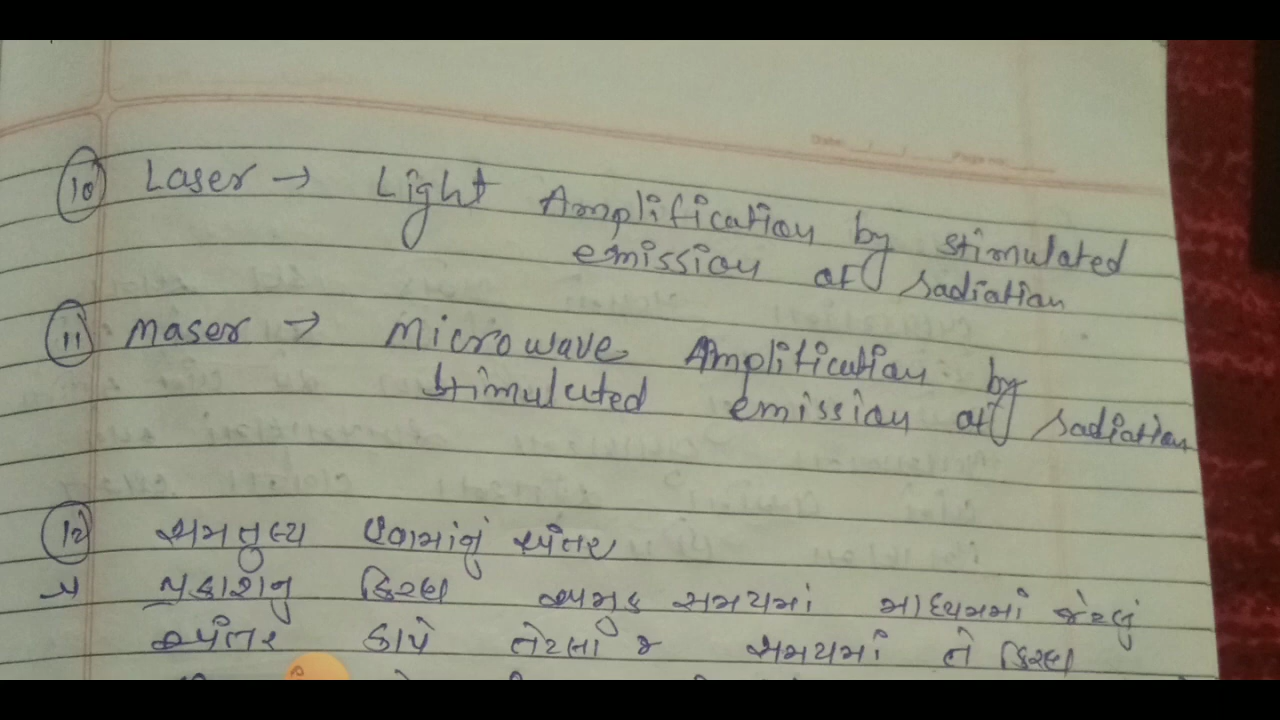 10 Laser → Light Amplification by stimulated
emission of radiation
11 Maser → Microwave Amplification by
stimulated emission of radiation
12 સમતુલ્ય હવામાંનું અંતર
→ પ્રકાશનું કિરણ અમુક સમયમાં માધ્યમમાં જેટલું
અંતર કાપે તેટલા જ સમયમાં તે કિરણ